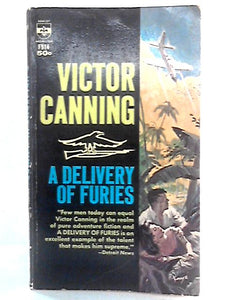 F914
50c
VICTOR
CANNING
A DELIVERY
OF FURIES
"Few men today can equal
Victor Canning in the realm
of pure adventure fiction and
A DELIVERY OF FURIES is an
excellent example of the talent
that makes him supreme."
—Detroit News